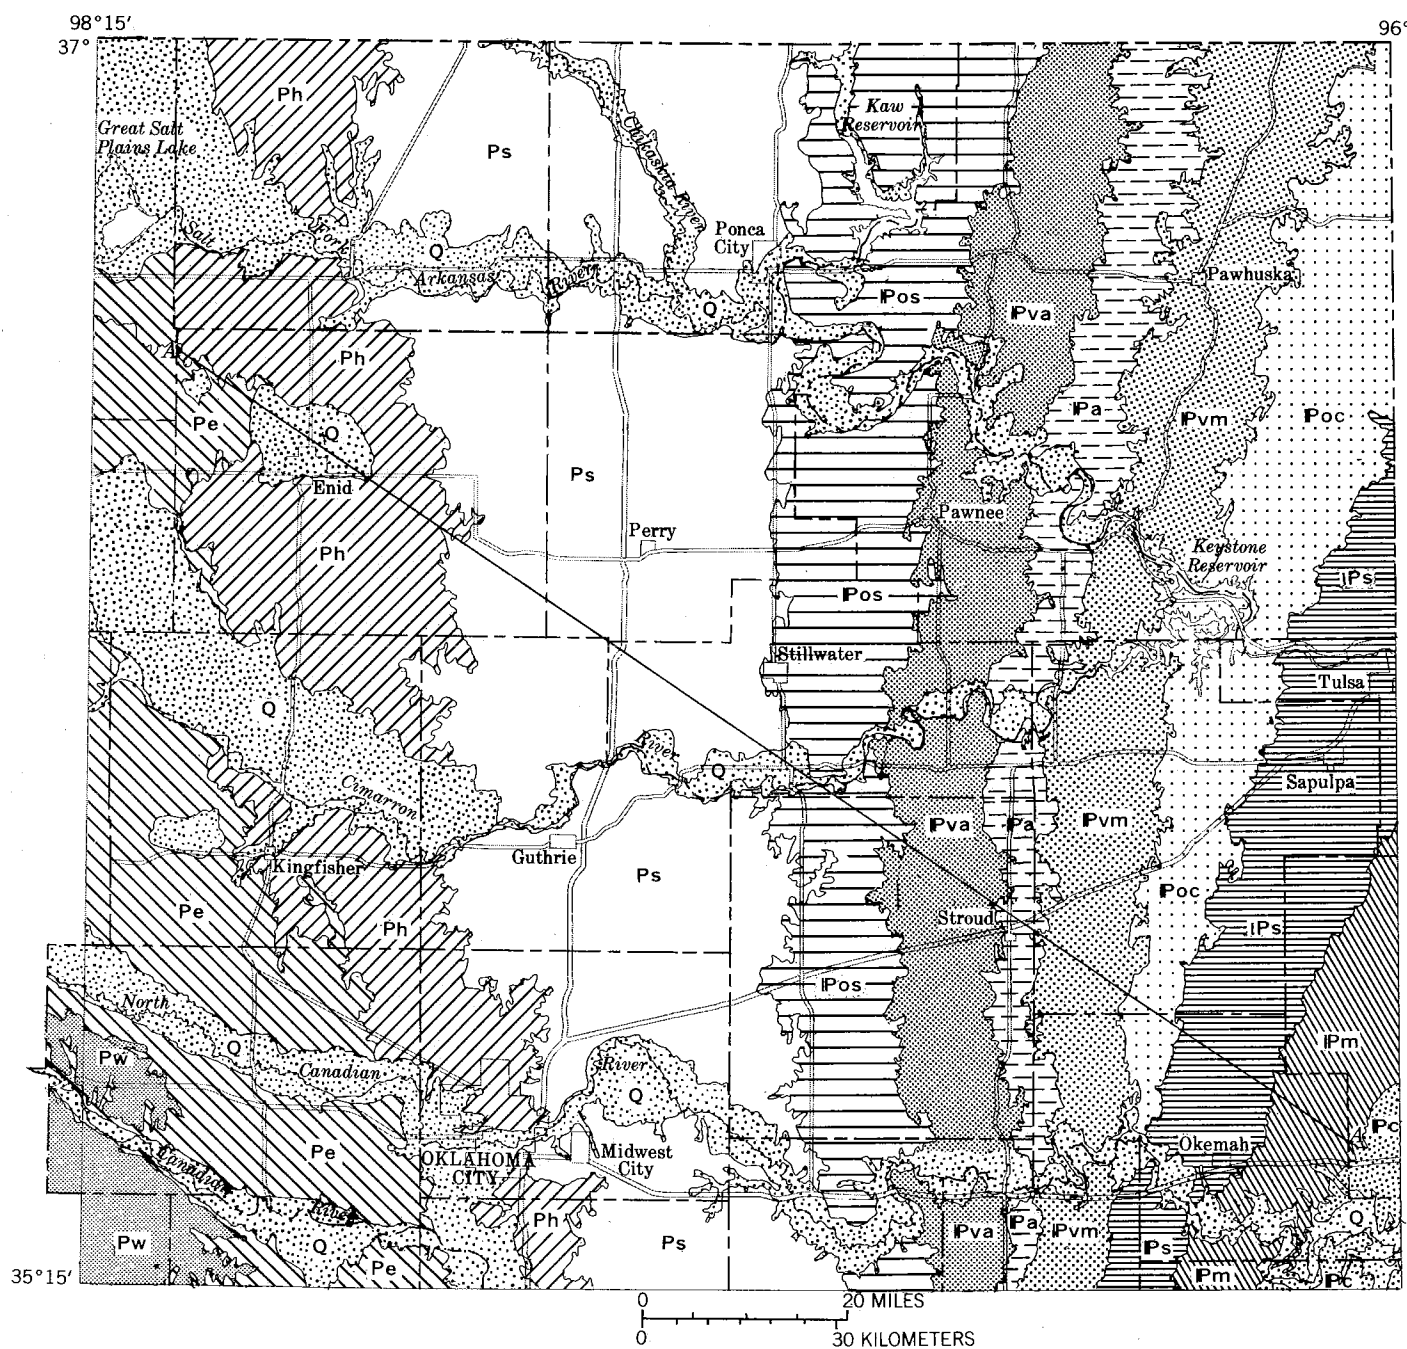 98°15′
96°
37°
Ph
Great Salt
Plains Lake
Kaw
Reservoir
Chikaskia River
Ps
Ps
Salt
Fork
Q
Arkansas
River
Ponca
City
Q
Pawhuska
ℙos
ℙva
Ph
A
Pe
Q
ℙa
ℙvm
ℙoc
Ps
Enid
Ph
Perry
Pawnee
Keystone
Reservoir
ℙs
ℙos
Stillwater
Tulsa
Q
River
Q
Cimarron
Sapulpa
Guthrie
Kingfisher
ℙva
ℙa
ℙvm
Ps
ℙoc
Pe
Ph
Stroud
ℙs
ℙos
North
Q
Canadian
Pw
River
Q
ℙm
ℙc
Okemah
Pe
OKLAHOMA
CITY
Midwest
City
Canadian
River
Ph
Q
Pw
Q
Pe
Ps
ℙva
ℙa
ℙvm
ℙs
ℙm
ℙc
35°15′
0
20 MILES
0
30 KILOMETERS